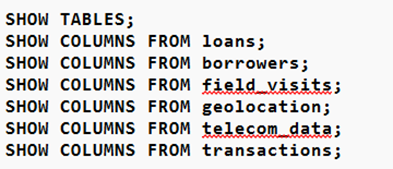 SHOW TABLES;
SHOW COLUMNS FROM loans;
SHOW COLUMNS FROM borrowers;
SHOW COLUMNS FROM field_visits;
SHOW COLUMNS FROM geolocation;
SHOW COLUMNS FROM telecom_data;
SHOW COLUMNS FROM transactions;